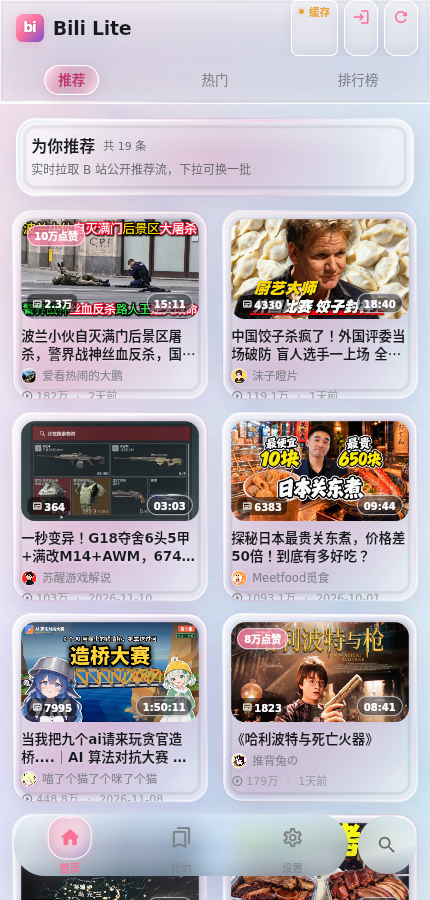 bi
Bili Lite
缓存
推荐
热门
排行榜
为你推荐 共 19 条
实时拉取 B 站公开推荐流，下拉可换一批
10万点赞
CP!
2.3万
15:11
波兰小伙自灭满门后景区屠
杀，警界战神丝血反杀，国…
爱看热闹的大鹏
182万 · 2天前
厨艺大师
4330
18:40
中国饺子杀疯了！外国评委当
场破防 盲人选手一上场 全…
沫子瞪片
119.1万 · 1天前
正在搜索物资
364
03:03
一秒变异！G18夺舍6头5甲
+满改M14+AWM，674…
苏醒游戏解说
103万 · 2026-11-10
最便宜
10块
最贵
650块
日本关东煮
6383
09:44
探秘日本最贵关东煮，价格差
50倍！到底有多好吃？
Meetfood觅食
1093.1万 · 2026-10-01
造桥大赛
7995
1:50:11
当我把九个ai请来玩贪官造
桥....｜AI 算法对抗大赛 …
喵了个猫了个咪了个猫
448.8万 · 2026-11-08
8万点赞
利波特与枪
1823
08:41
《哈利波特与死亡火器》
推背兔の
179万 · 1天前
首页
我的
设置